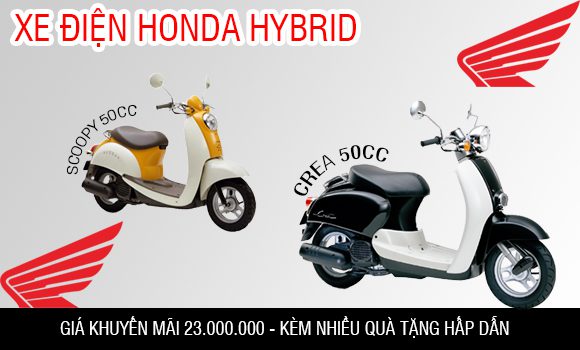 XE ĐIỆN HONDA HYBRID
SCOOPY 50CC
CREA 50CC
GIÁ KHUYẾN MÃI 23.000.000 - KÈM NHIỀU QUÀ TẶNG HẤP DẪN